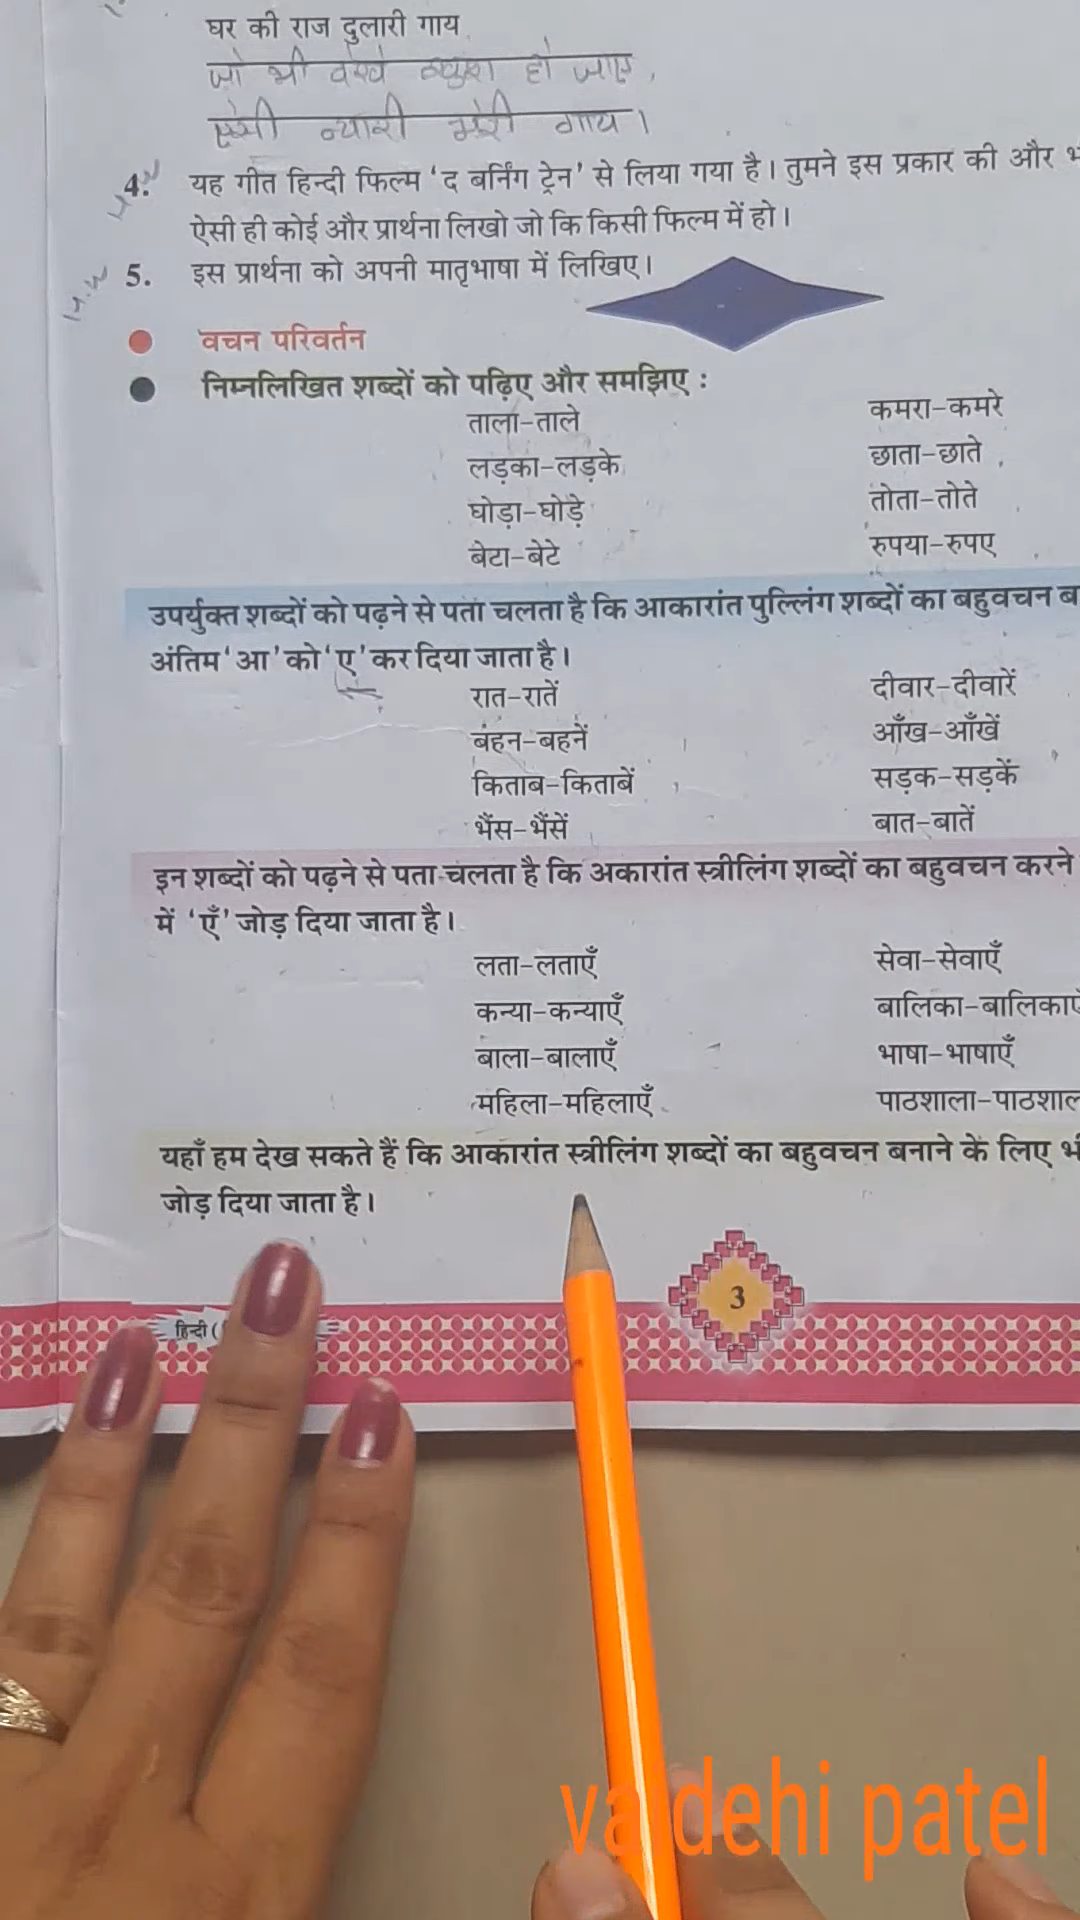 घर की राज दुलारी गाय
जो भी देखे खुश हो जाए,
ऐसी न्यारी मेरी गाय।
4. यह गीत हिन्दी फिल्म ‘द बर्निंग ट्रेन’ से लिया गया है। तुमने इस प्रकार की और
ऐसी ही कोई और प्रार्थना लिखो जो कि किसी फिल्म में हो।
H.W 5. इस प्रार्थना को अपनी मातृभाषा में लिखिए।
वचन परिवर्तन
निम्नलिखित शब्दों को पढ़िए और समझिए :
ताला-ताले कमरा-कमरे
लड़का-लड़के छाता-छाते
घोड़ा-घोड़े तोता-तोते
बेटा-बेटे रुपया-रुपए
उपर्युक्त शब्दों को पढ़ने से पता चलता है कि आकारांत पुल्लिंग शब्दों का बहुवचन
अंतिम ‘आ’ को ‘ए’ कर दिया जाता है।
रात-रातें दीवार-दीवारें
बहन-बहनें आँख-आँखें
किताब-किताबें सड़क-सड़कें
भैंस-भैंसें बात-बातें
इन शब्दों को पढ़ने से पता चलता है कि अकारांत स्त्रीलिंग शब्दों का बहुवचन करने
में ‘एँ’ जोड़ दिया जाता है।
लता-लताएँ सेवा-सेवाएँ
कन्या-कन्याएँ बालिका-बालिकाएँ
बाला-बालाएँ भाषा-भाषाएँ
महिला-महिलाएँ पाठशाला-पाठशाल
यहाँ हम देख सकते हैं कि आकारांत स्त्रीलिंग शब्दों का बहुवचन बनाने के लिए भी
जोड़ दिया जाता है।
3
हिन्दी (
vaidehi patel